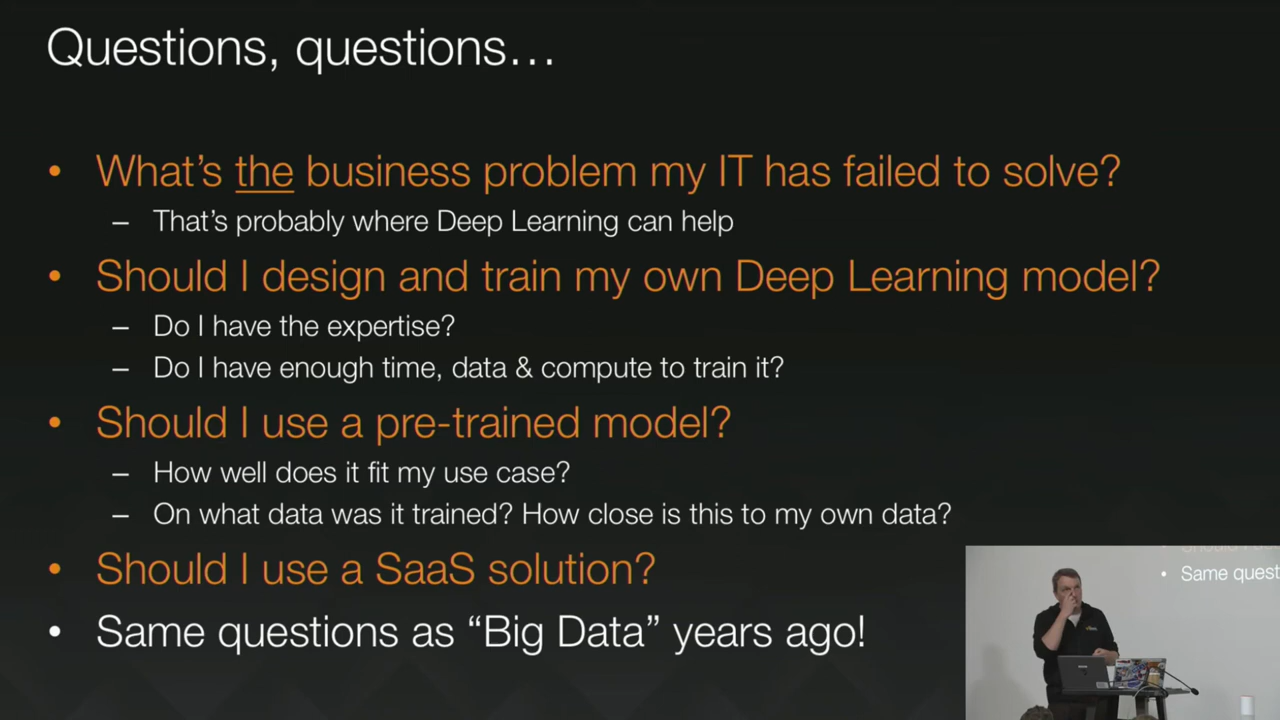 Questions, questions…
• What’s the business problem my IT has failed to solve?
– That’s probably where Deep Learning can help
• Should I design and train my own Deep Learning model?
– Do I have the expertise?
– Do I have enough time, data & compute to train it?
• Should I use a pre-trained model?
– How well does it fit my use case?
– On what data was it trained? How close is this to my own data?
• Should I use a SaaS solution?
• Same questions as “Big Data” years ago!
• Same quest